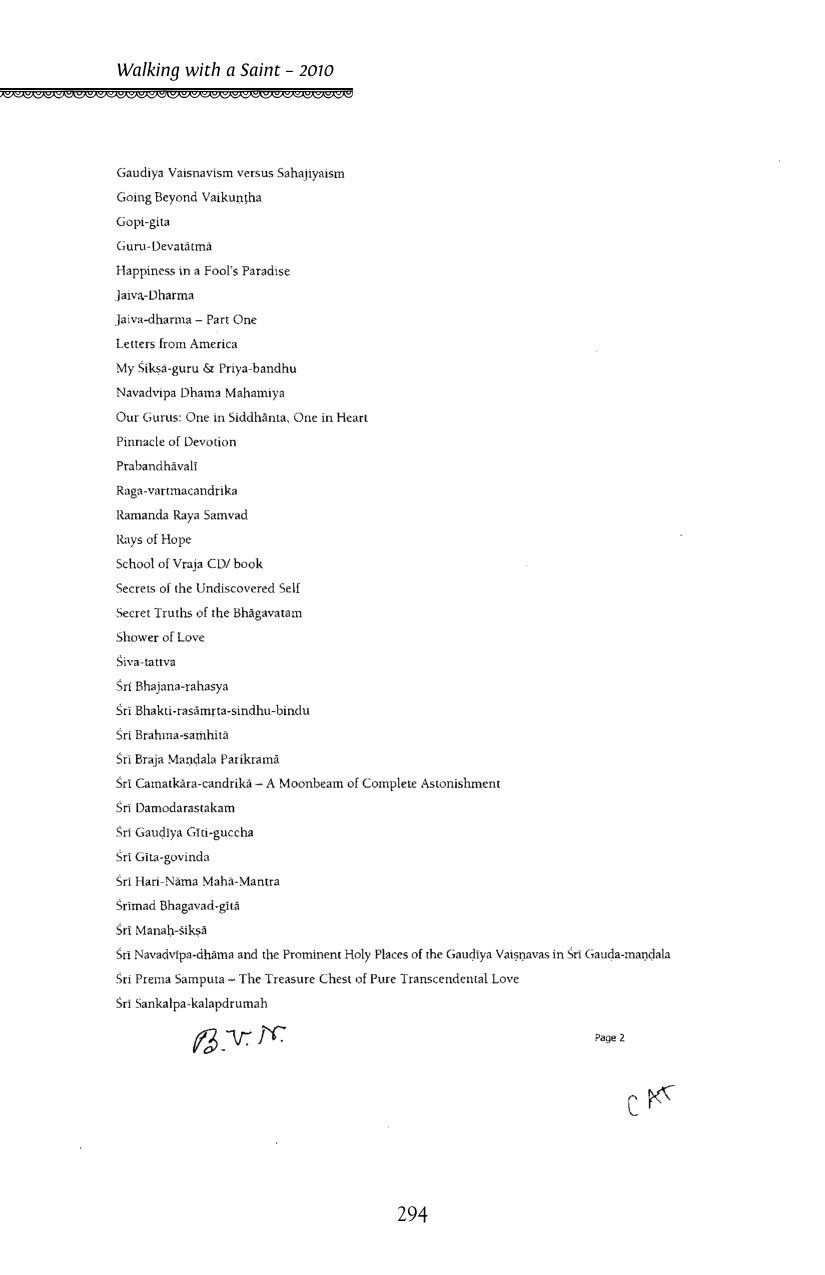 Walking with a Saint – 2010
Gaudiya Vaisnavism versus Sahajiyaism
Going Beyond Vaikuṇṭha
Gopi-gita
Guru-Devatātmā
Happiness in a Fool's Paradise
Jaiva-Dharma
Jaiva-dharma – Part One
Letters from America
My Śikṣā-guru & Priya-bandhu
Navadvipa Dhama Mahamiya
Our Gurus: One in Siddhānta, One in Heart
Pinnacle of Devotion
Prabandhāvalī
Raga-vartmacandrika
Ramanda Raya Samvad
Rays of Hope
School of Vraja CD/ book
Secrets of the Undiscovered Self
Secret Truths of the Bhāgavatam
Shower of Love
Śiva-tattva
Śrī Bhajana-rahasya
Śrī Bhakti-rasāmṛta-sindhu-bindu
Śrī Brahma-saṁhitā
Śrī Braja Maṇḍala Parikramā
Śrī Camatkāra-candrikā – A Moonbeam of Complete Astonishment
Śrī Damodarastakam
Śrī Gauḍīya Gīti-guccha
Śrī Gīta-govinda
Śrī Hari-Nāma Mahā-Mantra
Śrīmad Bhagavad-gītā
Śrī Manaḥ-śikṣā
Śrī Navadvīpa-dhāma and the Prominent Holy Places of the Gauḍīya Vaiṣṇavas in Śrī Gauḍa-maṇḍala
Śrī Prema Samputa – The Treasure Chest of Pure Transcendental Love
Śrī Sankalpa-kalapdrumah
B.V.N.
Page 2
294